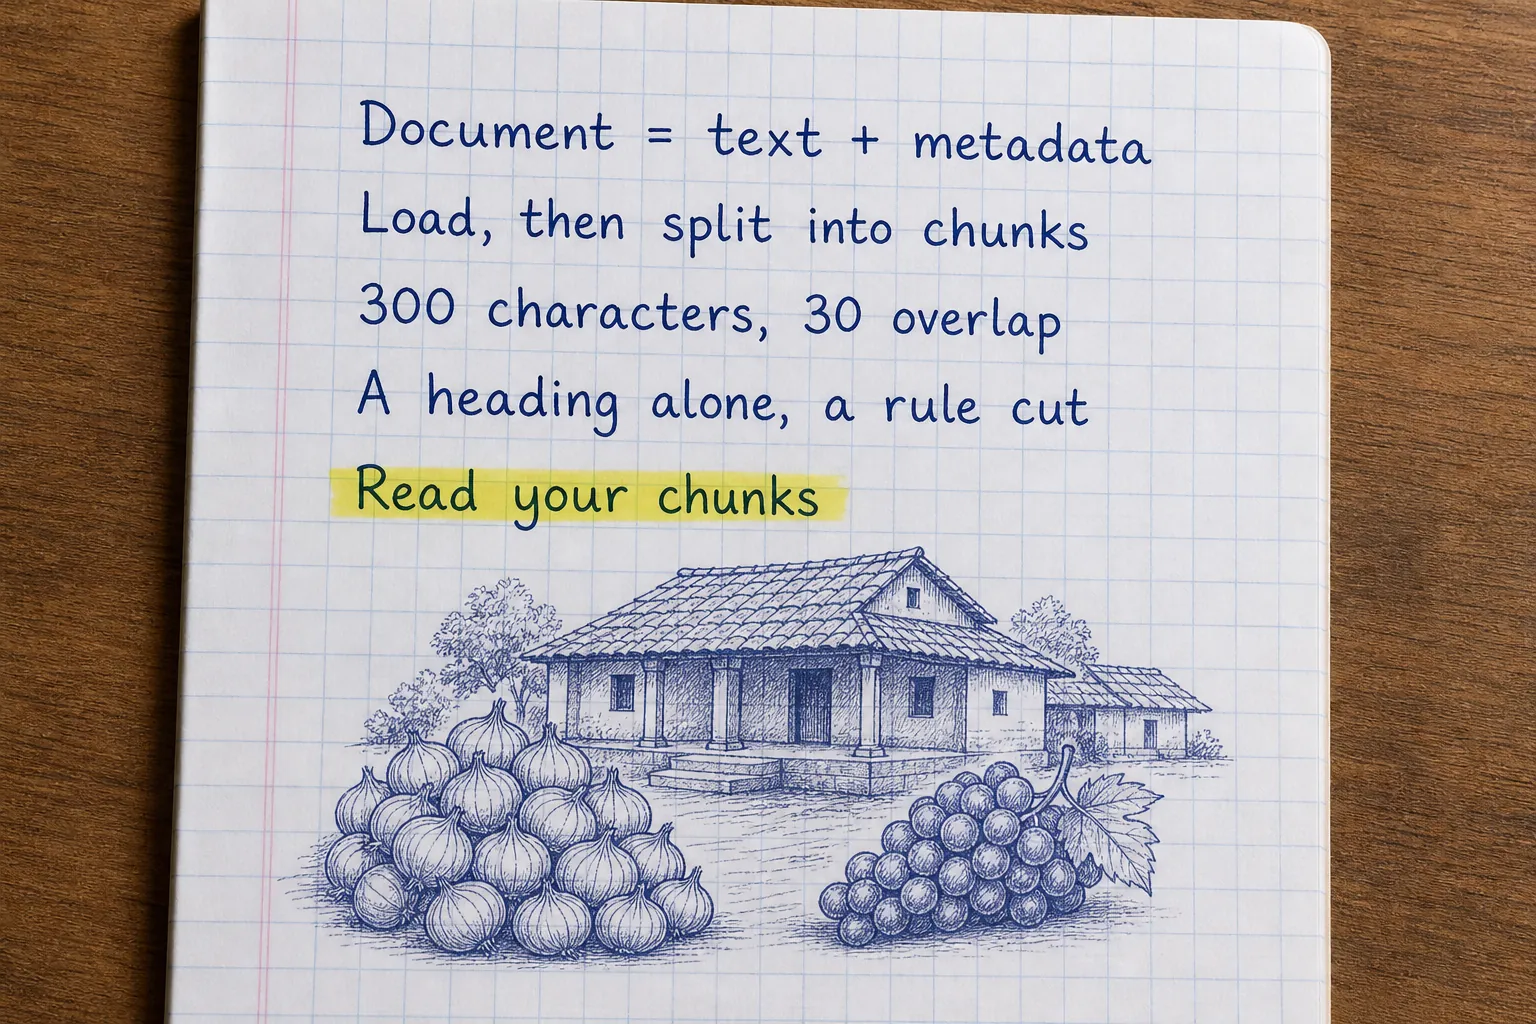 Document = text + metadata
Load, then split into chunks
300 characters, 30 overlap
A heading alone, a rule cut
Read your chunks